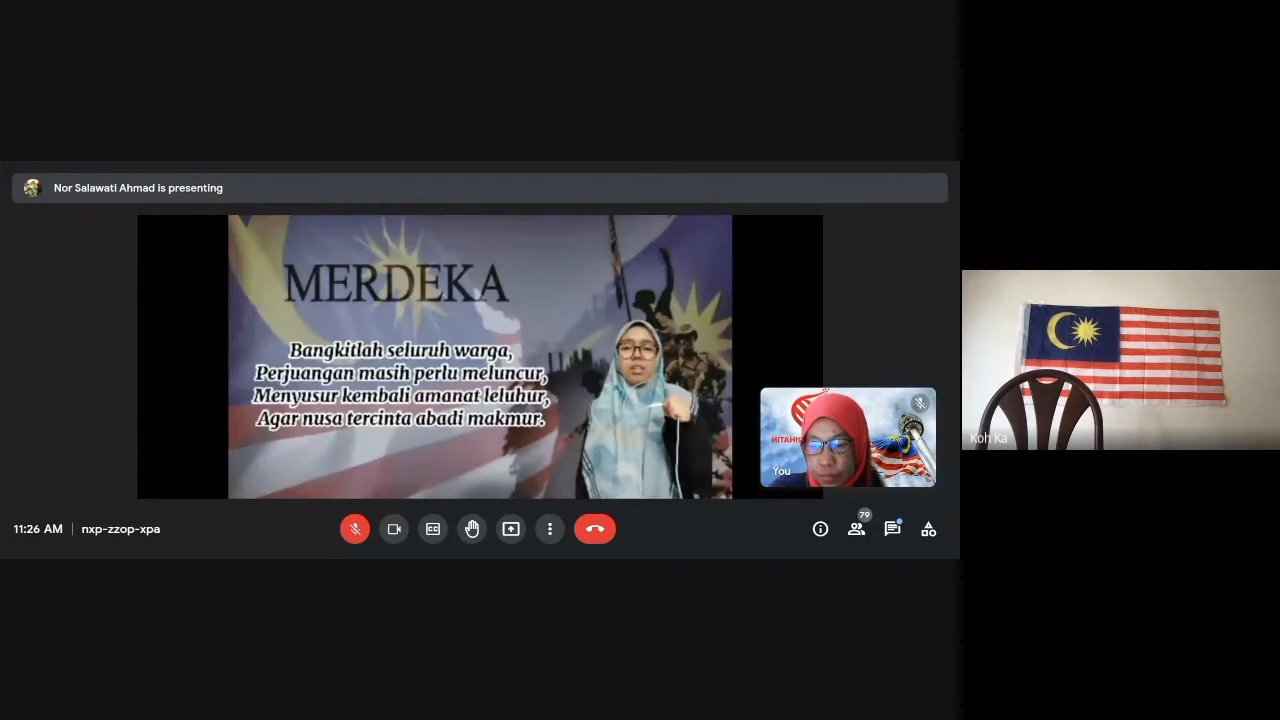 Nor Salawati Ahmad is presenting
MERDEKA
Bangkitlah seluruh warga,
Perjuangan masih perlu meluncur,
Menyusur kembali amanat leluhur,
Agar nusa tercinta abadi makmur.
You
Koh Ka
11:26 AM | nxp-zzop-xpa
CC
79